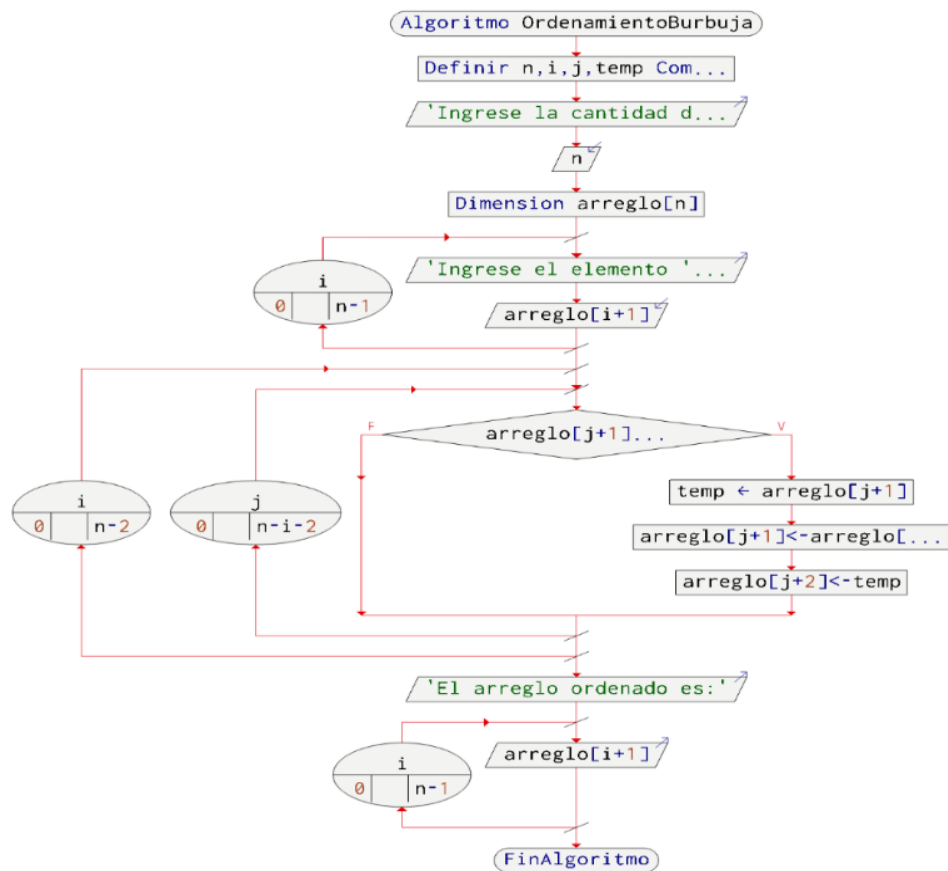 Algoritmo OrdenamientoBurbuja
Definir n,i,j,temp Com...
'Ingrese la cantidad d...
n
Dimension arreglo[n]
i
0 n-1
'Ingrese el elemento '...
arreglo[i+1]
F
arreglo[j+1]...
V
i
0 n-2
j
0 n-i-2
temp ← arreglo[j+1]
arreglo[j+1]<-arreglo[...
arreglo[j+2]<-temp
'El arreglo ordenado es:'
i
0 n-1
arreglo[i+1]
FinAlgoritmo